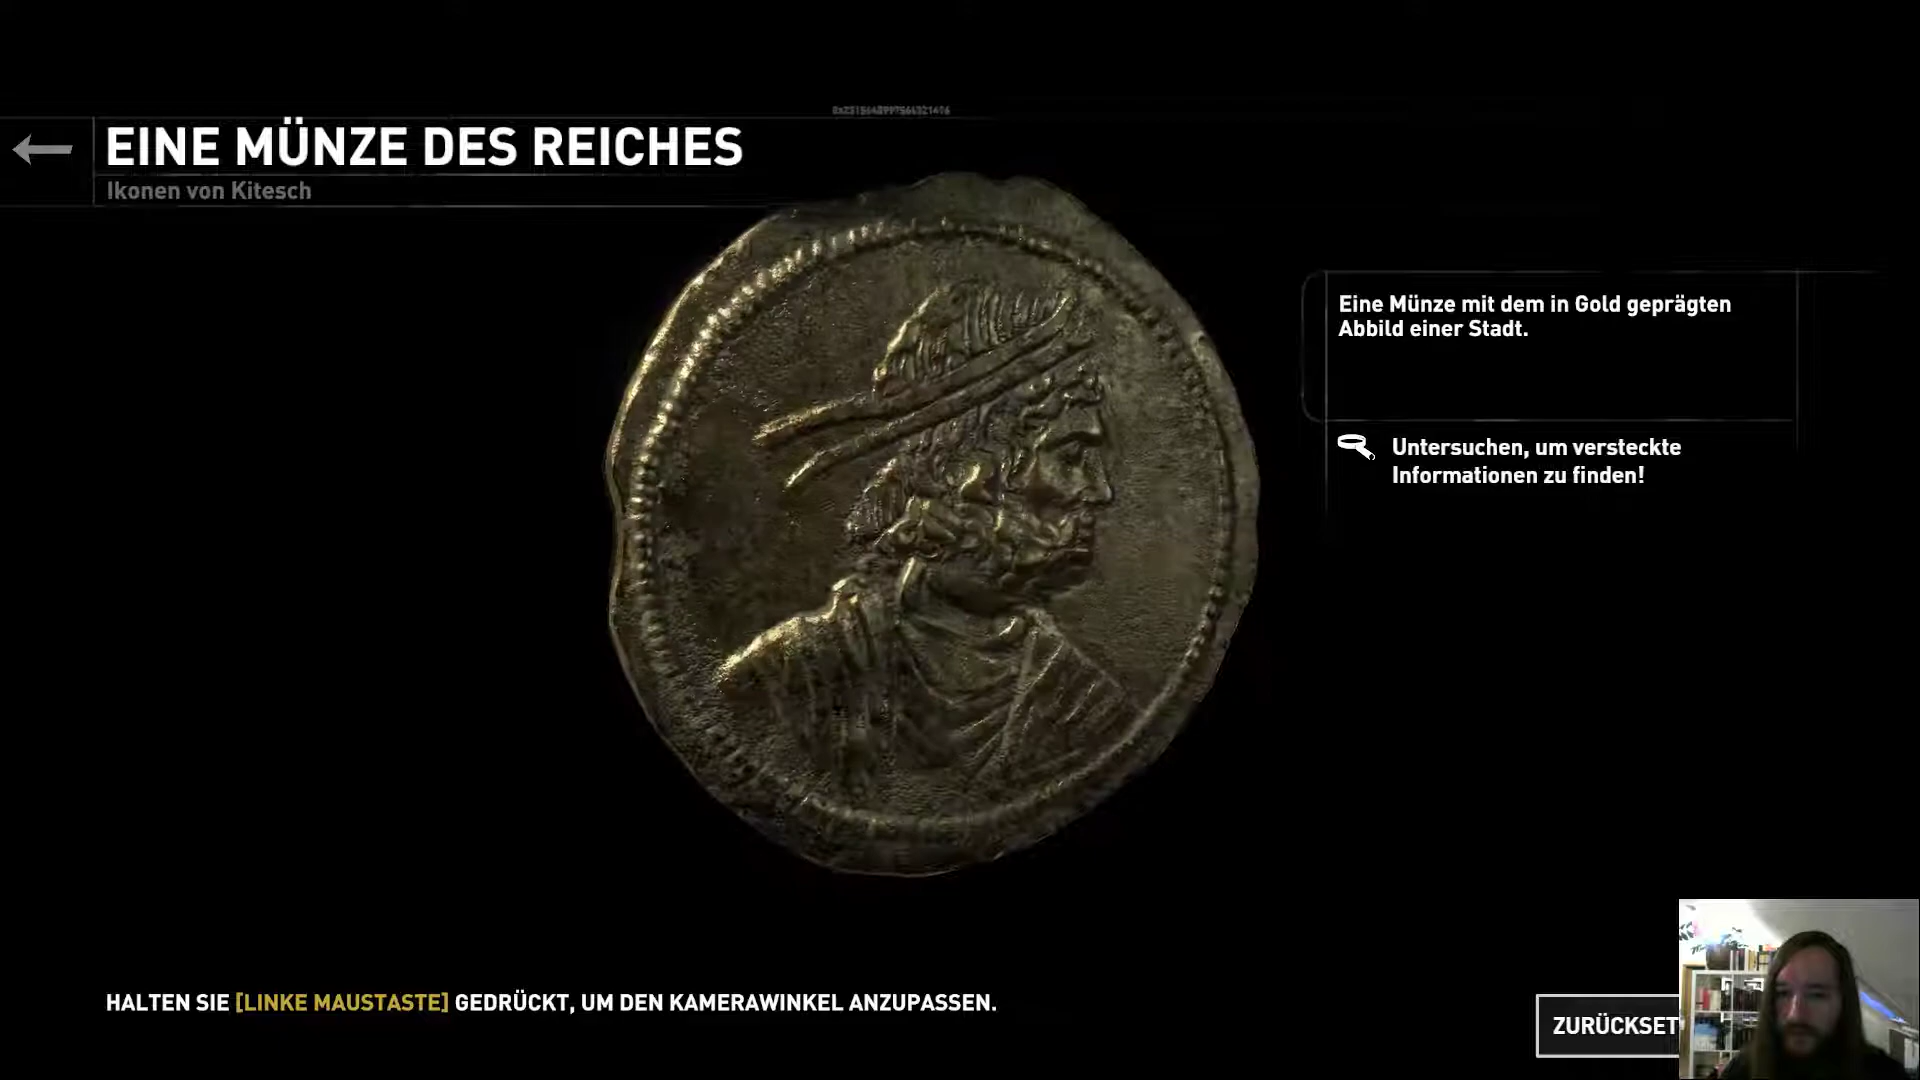 EINE MÜNZE DES REICHES
Ikonen von Kitesch
Eine Münze mit dem in Gold geprägten
Abbild einer Stadt.
Untersuchen, um versteckte
Informationen zu finden!
HALTEN SIE [LINKE MAUSTASTE] GEDRÜCKT, UM DEN KAMERAWINKEL ANZUPASSEN.
ZURÜCKSET